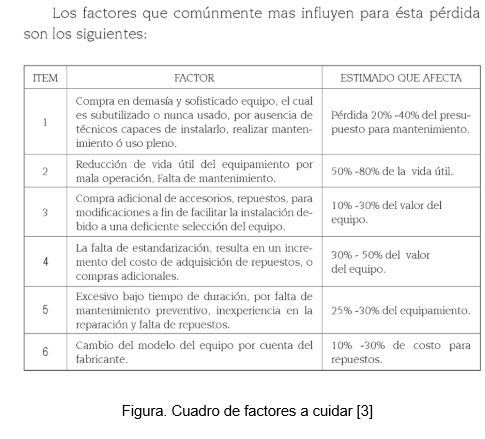 Los factores que comúnmente mas influyen para ésta pérdida
son los siguientes:
ITEM FACTOR ESTIMADO QUE AFECTA
1
Compra en demasía y sofisticado equipo, el cual
es subutilizado o nunca usado, por ausencia de
técnicos capaces de instalarlo, realizar manten-
imiento ó uso pleno.
Pérdida 20% -40% del presu-
puesto para mantenimiento.
2
Reducción de vida útil del equipamiento por
mala operación, Falta de mantenimiento.
50% -80% de la vida útil.
3
Compra adicional de accesorios, repuestos, para
modificaciones a fin de facilitar la instalación de-
bido a una deficiente selección del equipo.
10% -30% del valor del
equipo.
4
La falta de estandarización, resulta en un incre-
mento del costo de adquisición de repuestos, o
compras adicionales.
30% - 50% del valor
del equipo.
5
Excesivo bajo tiempo de duración, por falta de
mantenimiento preventivo, inexperiencia en la
reparación y falta de repuestos.
25% -30% del equipamiento.
6
Cambio del modelo del equipo por cuenta del
fabricante.
10% -30% de costo para
repuestos.
Figura. Cuadro de factores a cuidar [3]